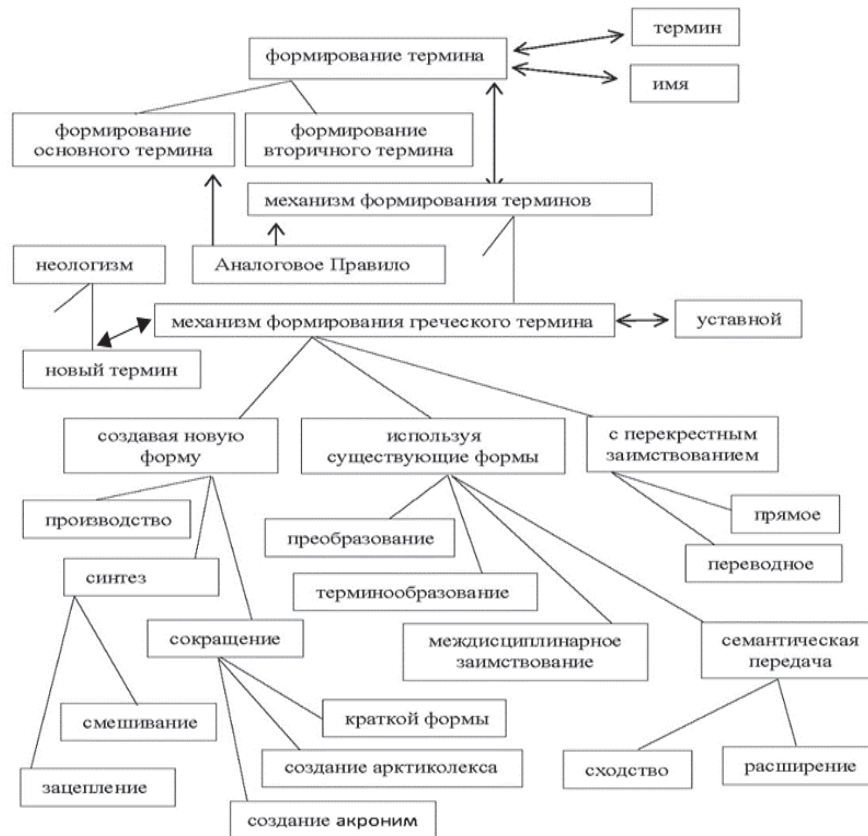 термин
формирование термина
имя
формирование
основного термина
формирование
вторичного термина
механизм формирования терминов
неологизм
Аналоговое Правило
механизм формирования греческого термина
уставной
новый термин
создавая новую
форму
используя
существующие формы
с перекрестным
заимствованием
производство
прямое
преобразование
переводное
синтез
терминообразование
сокращение
междисциплинарное
заимствование
семантическая
передача
смешивание
краткой формы
зацепление
создание арктиколекса
сходство
расширение
создание акроним